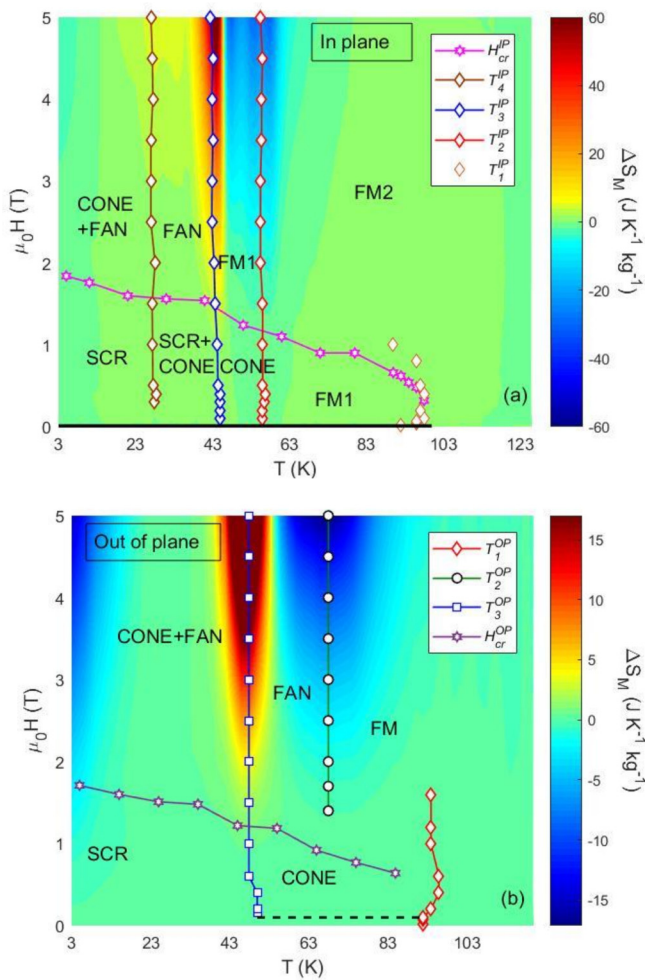 In plane
H_cr^IP
T_4^IP
T_3^IP
T_2^IP
T_1^IP
CONE
+FAN
FAN
FM1
FM2
SCR
SCR+
CONE
CONE
FM1
(a)
5
4
3
2
1
0
μ₀H (T)
3 23 43 63 83 103 123
T (K)
60
40
20
0
-20
-40
-60
ΔS_M (J K⁻¹ kg⁻¹)
Out of plane
T_1^OP
T_2^OP
T_3^OP
H_cr^OP
CONE+FAN
FAN
FM
SCR
CONE
(b)
5
4
3
2
1
0
μ₀H (T)
3 23 43 63 83 103
T (K)
15
10
5
0
-5
-10
-15
ΔS_M (J K⁻¹ kg⁻¹)